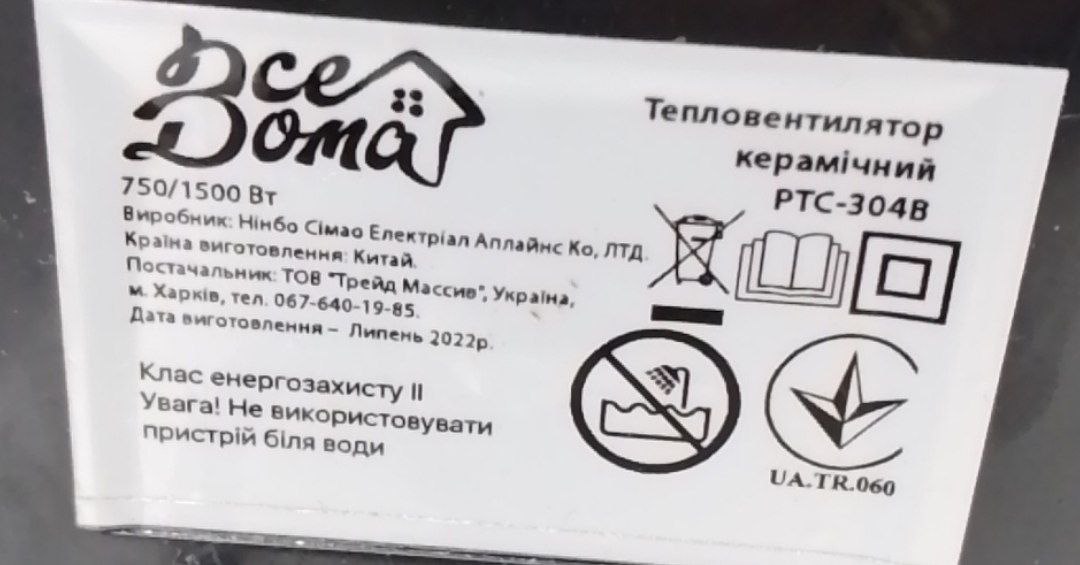 Все
Дома
750/1500 Вт
Виробник: Нінбо Сімао Електріал Аплайнс Ко, ЛТД.
Країна виготовлення: Китай.
Постачальник: ТОВ "Трейд Массив", Україна,
м. Харків, тел. 067-640-19-85.
Дата виготовлення – Липень 2022р.
Клас енергозахисту II
Увага! Не використовувати
пристрій біля води
Тепловентилятор
керамічний
PTC-304B
UA.TR.060